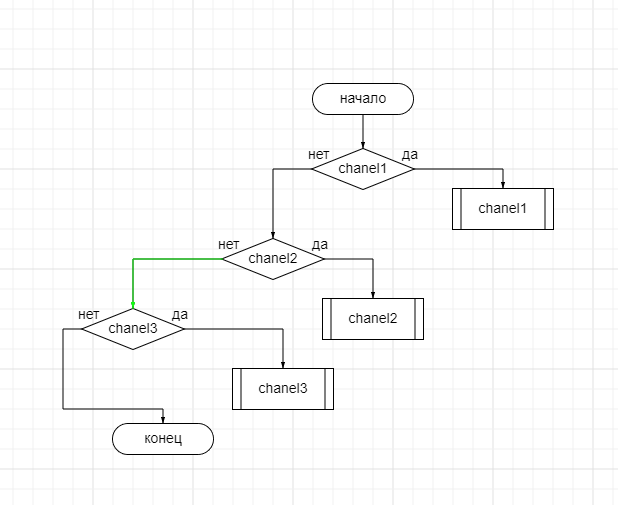 начало
нет
да
chanel1
chanel1
нет
да
chanel2
chanel2
нет
да
chanel3
chanel3
конец